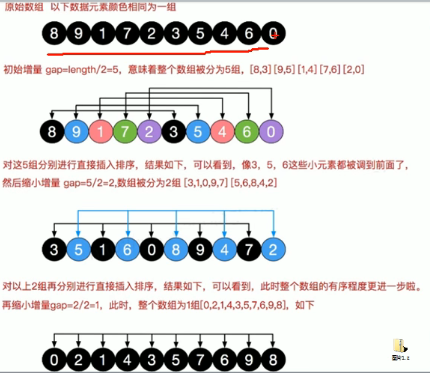 原始数组 以下数据元素颜色相同为一组
8 9 1 7 2 3 5 4 6 0
初始增量 gap=length/2=5，意味着整个数组被分为5组，[8,3][9,5][1,4][7,6][2,0]
8 9 1 7 2 3 5 4 6 0
对这5组分别进行直接插入排序，结果如下，可以看到，像3，5，6这些小元素都被调到前面了，
然后缩小增量 gap=5/2=2,数组被分为2组 [3,1,0,9,7] [5,6,8,4,2]
3 5 1 6 0 8 9 4 7 2
对以上2组再分别进行直接插入排序，结果如下，可以看到，此时整个数组的有序程度更进一步啦。
再缩小增量gap=2/2=1，此时，整个数组为1组[0,2,1,4,3,5,7,6,9,8]，如下
0 2 1 4 3 5 7 6 9 8